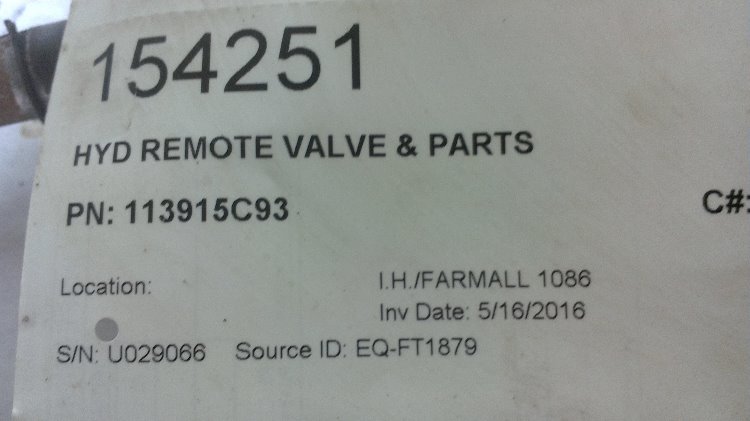 154251
HYD REMOTE VALVE & PARTS
PN: 113915C93
C#:
Location:
I.H./FARMALL 1086
Inv Date: 5/16/2016
S/N: U029066 Source ID: EQ-FT1879